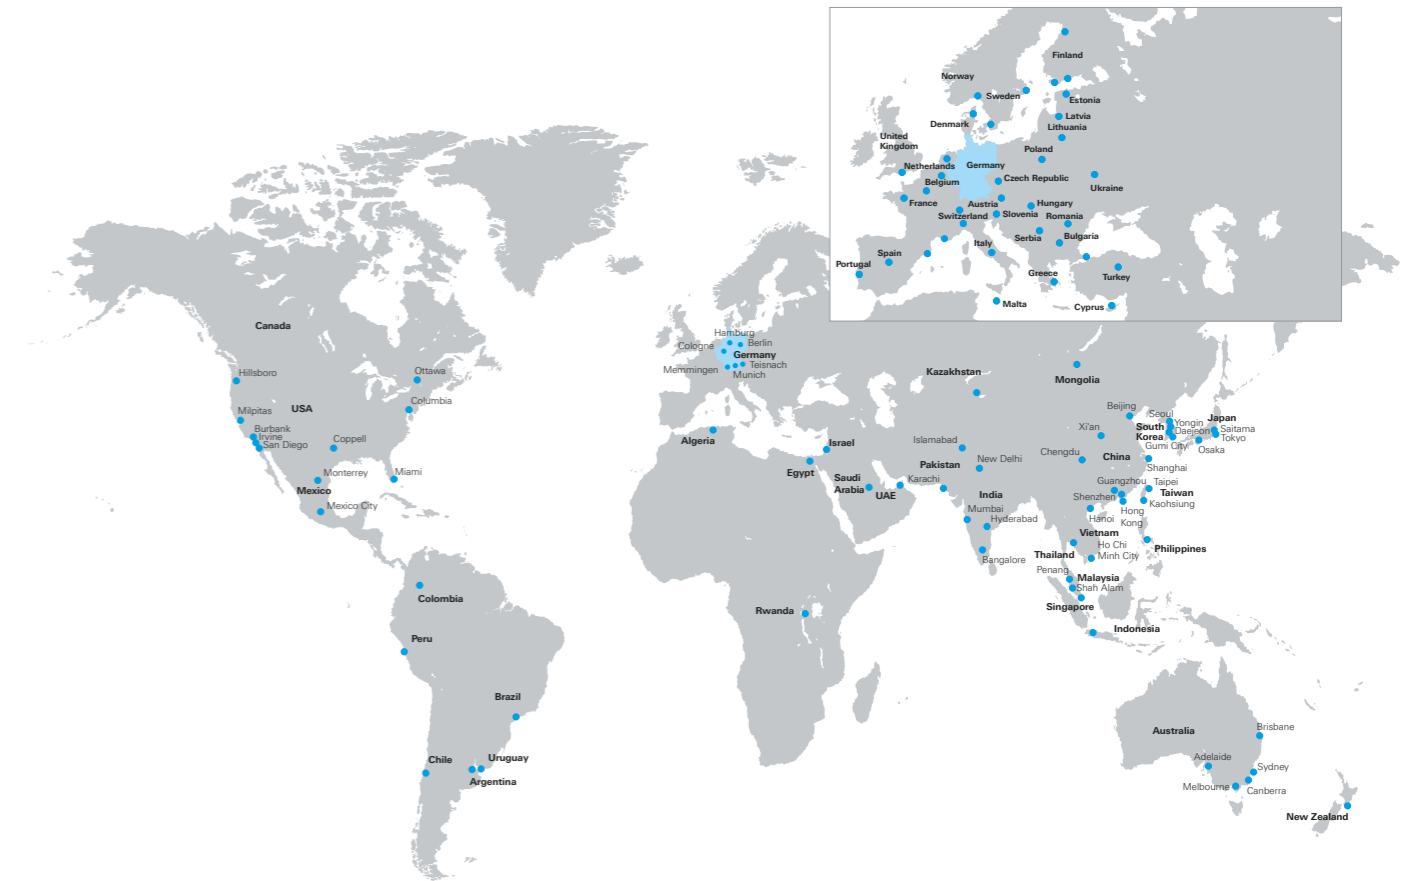 Finland
Norway
Sweden
Estonia
Latvia
Lithuania
Denmark
United
Kingdom
Poland
Netherlands
Germany
Czech Republic
Belgium
Ukraine
France
Austria
Hungary
Switzerland
Slovenia
Romania
Serbia
Bulgaria
Italy
Spain
Portugal
Greece
Turkey
Malta
Cyprus
Canada
Hillsboro
Ottawa
Columbia
Milpitas
USA
Burbank
Irvine
San Diego
Coppell
Monterrey
Miami
Mexico
Mexico City
Colombia
Peru
Brazil
Chile
Uruguay
Argentina
Hamburg
Cologne
Berlin
Germany
Memmingen
Teisnach
Munich
Algeria
Israel
Egypt
Saudi
Arabia
UAE
Rwanda
Kazakhstan
Mongolia
Islamabad
Pakistan
Karachi
New Delhi
India
Mumbai
Hyderabad
Bangalore
Beijing
Seoul
Yongin
South
Korea
Daejeon
Gumi City
Japan
Saitama
Tokyo
Osaka
Xi'an
Chengdu
China
Shanghai
Guangzhou
Shenzhen
Taipei
Taiwan
Kaohsiung
Hong
Kong
Hanoi
Vietnam
Thailand
Ho Chi
Minh City
Philippines
Penang
Malaysia
Shah Alam
Singapore
Indonesia
Australia
Brisbane
Adelaide
Sydney
Melbourne
Canberra
New Zealand